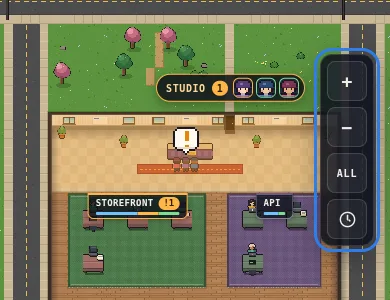 STUDIO 1
!
STOREFRONT !1
API
+
−
ALL